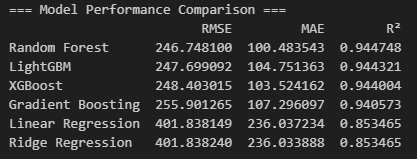 === Model Performance Comparison ===
RMSE MAE R²
Random Forest 246.748100 100.483543 0.944748
LightGBM 247.699092 104.751363 0.944321
XGBoost 248.403015 103.524162 0.944004
Gradient Boosting 255.901265 107.296097 0.940573
Linear Regression 401.838149 236.037234 0.853465
Ridge Regression 401.838240 236.033888 0.853465